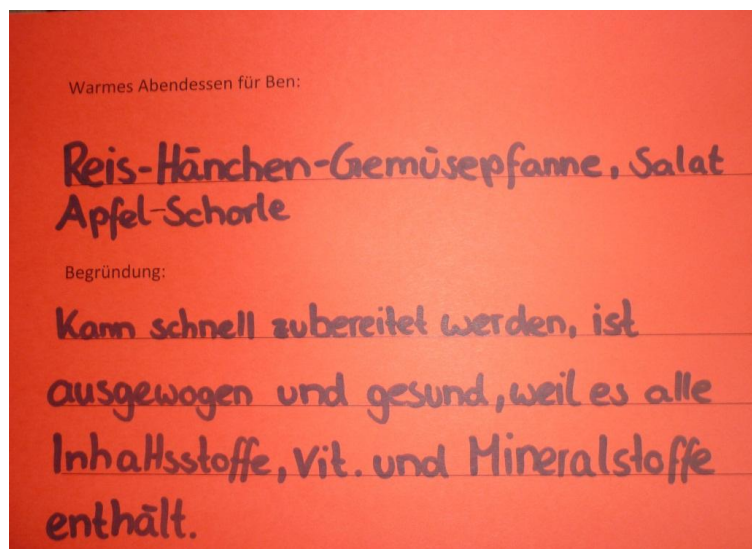 Warmes Abendessen für Ben:
Reis-Hänchen-Gemüsepfanne, Salat
Apfel-Schorle
Begründung:
Kann schnell zubereitet werden, ist
ausgewogen und gesund, weil es alle
Inhaltsstoffe, Vit. und Mineralstoffe
enthält.